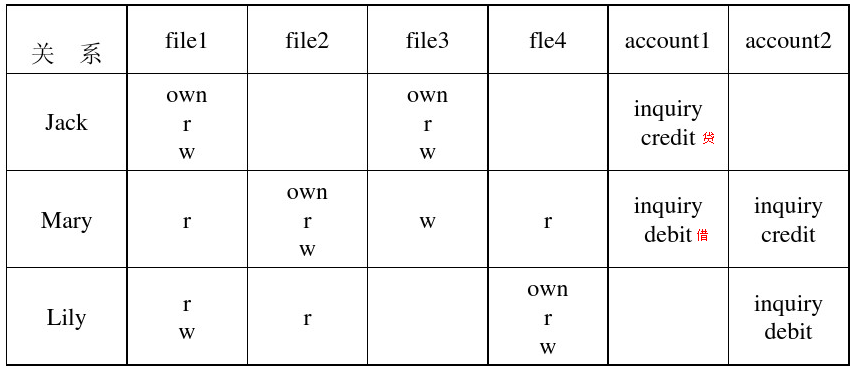 关 系 file1 file2 file3 fle4 account1 account2
Jack own r w own r w inquiry credit 贷
Mary r own r w w r inquiry debit 借 inquiry credit
Lily r w r own r w inquiry debit